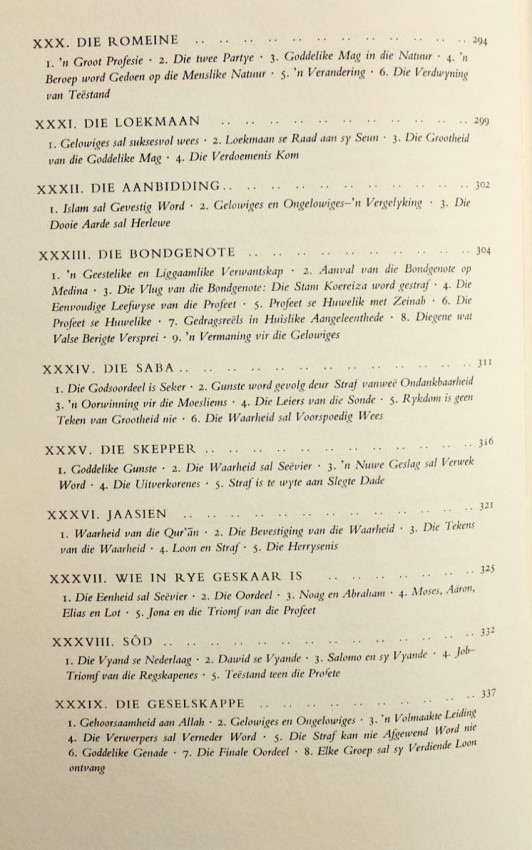 XXX. DIE ROMEINE .. .. .. .. .. .. .. .. .. .. .. 294
1. 'n Groot Profesie · 2. Die twee Partye · 3. Goddelike Mag in die Natuur · 4. 'n
Beroep word Gedoen op die Menslike Natuur · 5. 'n Verandering · 6. Die Verdwyning
van Teëstand
XXXI. DIE LOEKMAAN .. .. .. .. .. .. .. .. .. .. 299
1. Gelowiges sal suksesvol wees · 2. Loekmaan se Raad aan sy Seun · 3. Die Grootheid
van die Goddelike Mag · 4. Die Verdoemenis Kom
XXXII. DIE AANBIDDING .. .. .. .. .. .. .. .. .. .. 302
1. Islam sal Gevestig Word · 2. Gelowiges en Ongelowiges–'n Vergelyking · 3. Die
Dooie Aarde sal Herlewe
XXXIII. DIE BONDGENOTE .. .. .. .. .. .. .. .. .. 304
1. 'n Geestelike en Liggaamlike Verwantskap · 2. Aanval van die Bondgenote op
Medina · 3. Die Vlug van die Bondgenote: Die Stam Koereiza word gestraf · 4. Die
Eenvoudige Leefwyse van die Profeet · 5. Profeet se Huwelik met Zeinab · 6. Die
Profeet se Huwelike · 7. Gedragsreëls in Huislike Aangeleenthede · 8. Diegene wat
Valse Berigte Versprei · 9. 'n Vermaning vir die Gelowiges
XXXIV. DIE SABA .. .. .. .. .. .. .. .. .. .. .. 311
1. Die Godsoordeel is Seker · 2. Gunste word gevolg deur Straf vanweë Ondankbaarheid
3. 'n Oorwinning vir die Moesliems · 4. Die Leiers van die Sonde · 5. Rykdom is geen
Teken van Grootheid nie · 6. Die Waarheid sal Voorspoedig Wees
XXXV. DIE SKEPPER .. .. .. .. .. .. .. .. .. .. 316
1. Goddelike Gunste · 2. Die Waarheid sal Seëvier · 3. 'n Nuwe Geslag sal Verwek
Word · 4. Die Uitverkorenes · 5. Straf is te wyte aan Slegte Dade
XXXVI. JAASIEN .. .. .. .. .. .. .. .. .. .. .. 321
1. Waarheid van die Qur'ān · 2. Die Bevestiging van die Waarheid · 3. Die Tekens
van die Waarheid · 4. Loon en Straf · 5. Die Herrysenis
XXXVII. WIE IN RYE GESKAAR IS .. .. .. .. .. .. 325
1. Die Eenheid sal Seëvier · 2. Die Oordeel · 3. Noag en Abraham · 4. Moses, Aäron,
Elias en Lot · 5. Jona en die Triomf van die Profeet
XXXVIII. SÔD .. .. .. .. .. .. .. .. .. .. .. 332
1. Die Vyand se Nederlaag · 2. Dawid se Vyande · 3. Salomo en sy Vyande · 4. Job–
Triomf van die Regskapenes · 5. Teëstand teen die Profete
XXXIX. DIE GESELSKAPPE .. .. .. .. .. .. .. .. .. 337
1. Gehoorsaamheid aan Allah · 2. Gelowiges en Ongelowiges · 3. 'n Volmaakte Leiding
4. Die Verwerpers sal Verneder Word · 5. Die Straf kan nie Afgewend Word nie
6. Goddelike Genade · 7. Die Finale Oordeel · 8. Elke Groep sal sy Verdiende Loon
ontvang